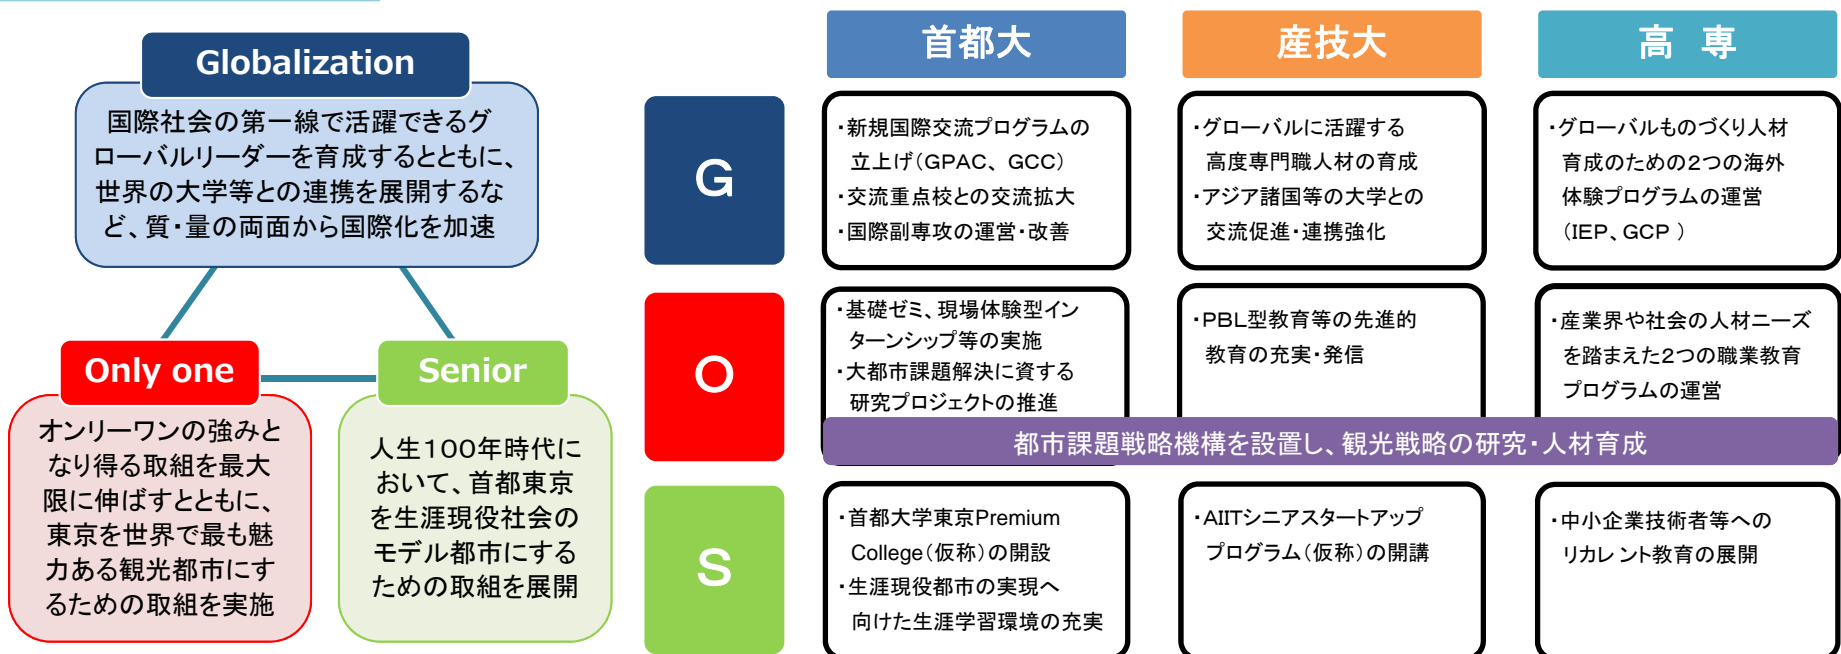 Globalization
国際社会の第一線で活躍できるグ
ローバルリーダーを育成するとともに、
世界の大学等との連携を展開するな
ど、質・量の両面から国際化を加速
Only one
オンリーワンの強みと
なり得る取組を最大
限に伸ばすとともに、
東京を世界で最も魅
力ある観光都市にす
るための取組を実施
Senior
人生100年時代に
おいて、首都東京
を生涯現役社会の
モデル都市にする
ための取組を展開
首都大
産技大
高 専
G
・新規国際交流プログラムの
立上げ(GPAC、GCC)
・交流重点校との交流拡大
・国際副専攻の運営・改善
・グローバルに活躍する
高度専門職人材の育成
・アジア諸国等の大学との
交流促進・連携強化
・グローバルものづくり人材
育成のための2つの海外
体験プログラムの運営
(IEP、GCP )
O
・基礎ゼミ、現場体験型イン
ターンシップ等の実施
・大都市課題解決に資する
研究プロジェクトの推進
・PBL型教育等の先進的
教育の充実・発信
・産業界や社会の人材ニーズ
を踏まえた2つの職業教育
プログラムの運営
都市課題戦略機構を設置し、観光戦略の研究・人材育成
S
・首都大学東京Premium
College(仮称)の開設
・生涯現役都市の実現へ
向けた生涯学習環境の充実
・AIITシニアスタートアップ
プログラム(仮称)の開講
・中小企業技術者等への
リカレント教育の展開